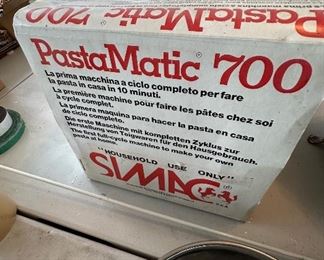 PastaMatic 700
PastaMatic® 700
La prima macchina a ciclo completo per fare
la pasta in casa in 10 minuti.
La première machine pour faire les pâtes chez soi
à cycle complet.
La primera maquina para hacer la pasta en casa
de ciclo completo.
Die erste Maschine mit kompletten Zyklus zur
Herstellung von Teigwaren für den Hausgebrauch.
The first full-cycle machine to make your own
pasta at home.
"HOUSEHOLD USE ONLY"
SIMAC®